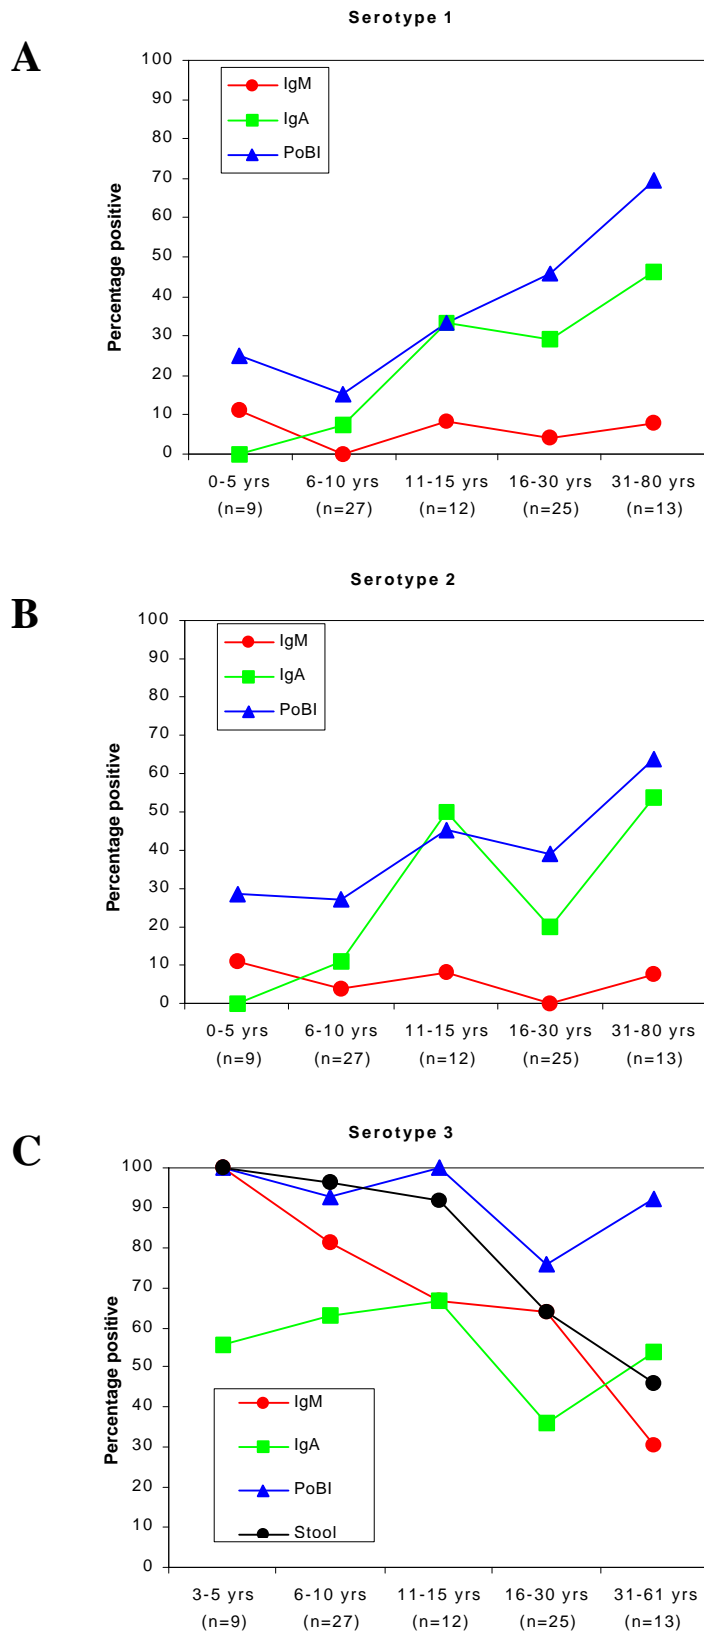 Serotype 1
A
100
90
80
70
60
50
40
30
20
10
0
Percentage positive
IgM
IgA
PoBI
0-5 yrs 6-10 yrs 11-15 yrs 16-30 yrs 31-80 yrs
(n=9) (n=27) (n=12) (n=25) (n=13)
Serotype 2
B
100
90
80
70
60
50
40
30
20
10
0
Percentage positive
IgM
IgA
PoBI
0-5 yrs 6-10 yrs 11-15 yrs 16-30 yrs 31-80 yrs
(n=9) (n=27) (n=12) (n=25) (n=13)
Serotype 3
C
100
90
80
70
60
50
40
30
20
10
0
Percentage positive
IgM
IgA
PoBI
Stool
3-5 yrs 6-10 yrs 11-15 yrs 16-30 yrs 31-61 yrs
(n=9) (n=27) (n=12) (n=25) (n=13)